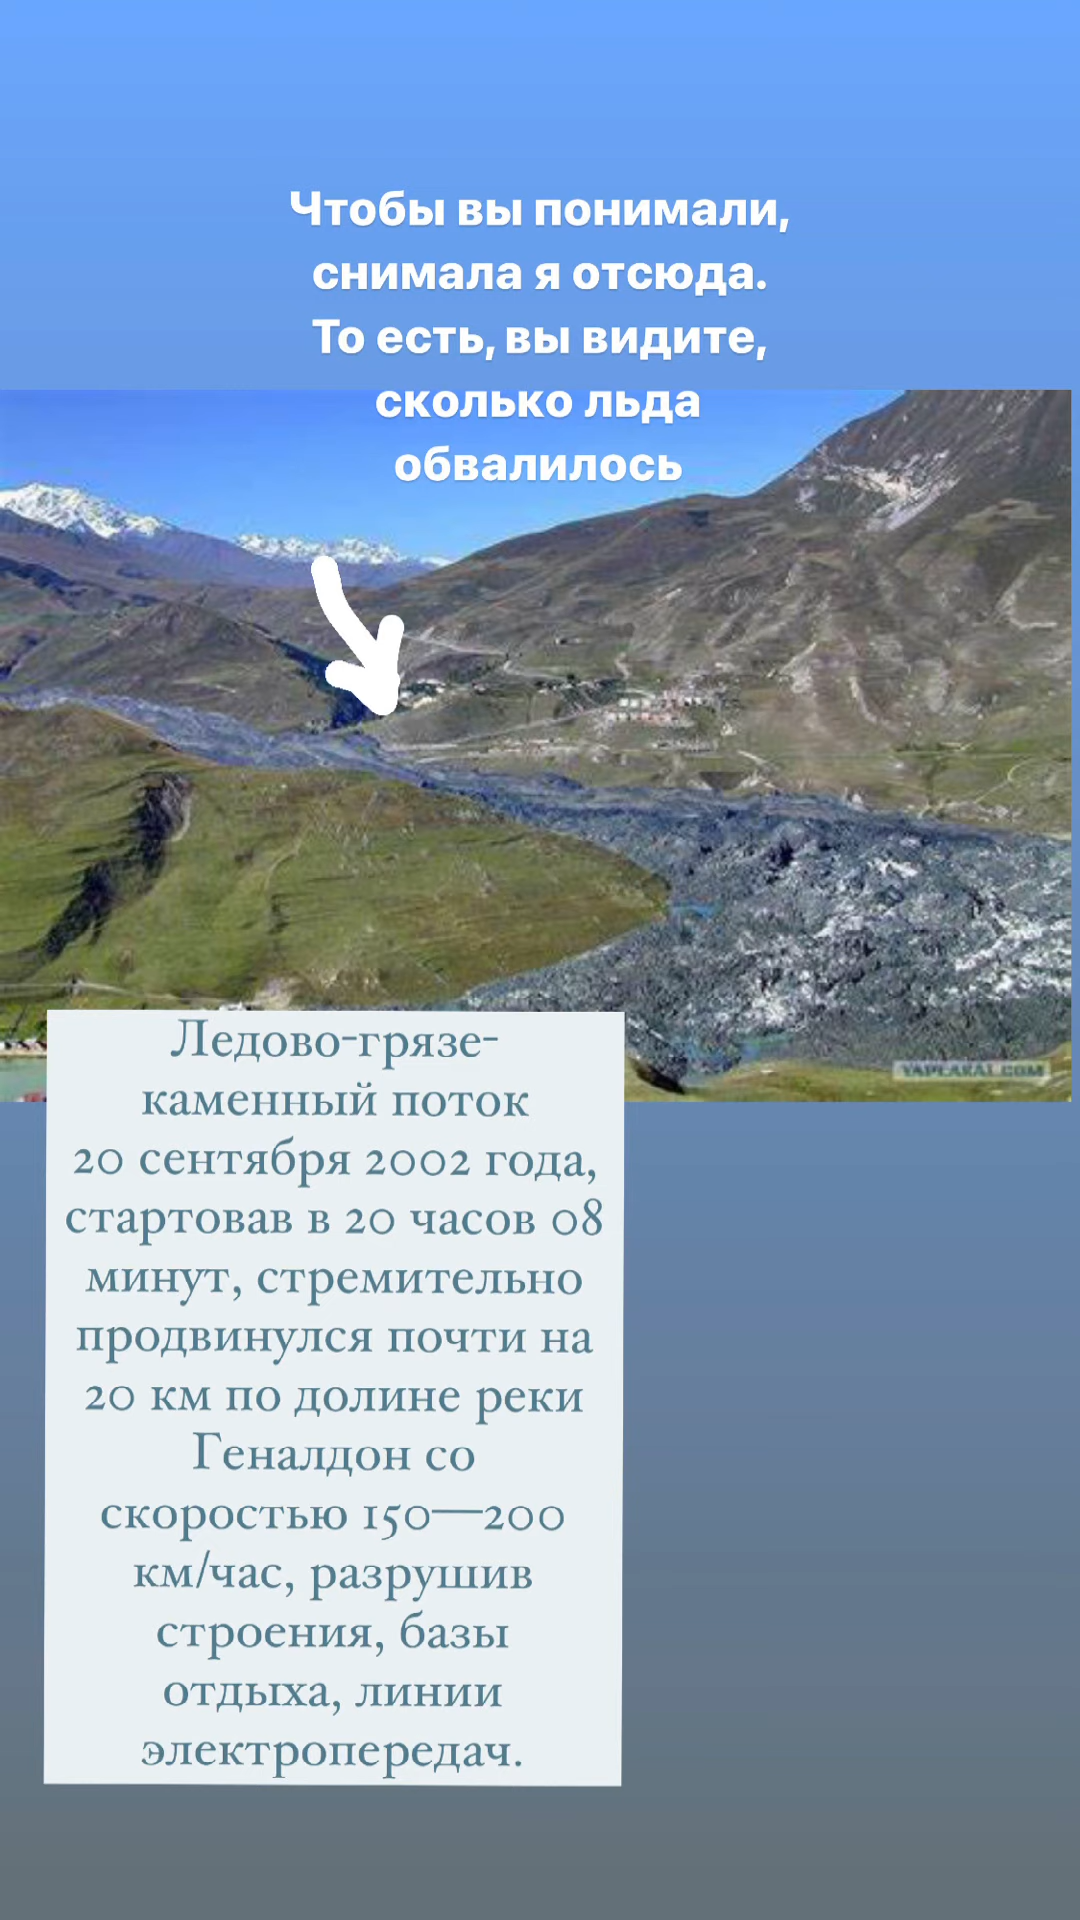 Чтобы вы понимали,
снимала я отсюда.
То есть, вы видите,
сколько льда
обвалилось
YAPLAKAL.COM
Ледово-грязе-
каменный поток
20 сентября 2002 года,
стартовав в 20 часов 08
минут, стремительно
продвинулся почти на
20 км по долине реки
Геналдон со
скоростью 150—200
км/час, разрушив
строения, базы
отдыха, линии
электропередач.